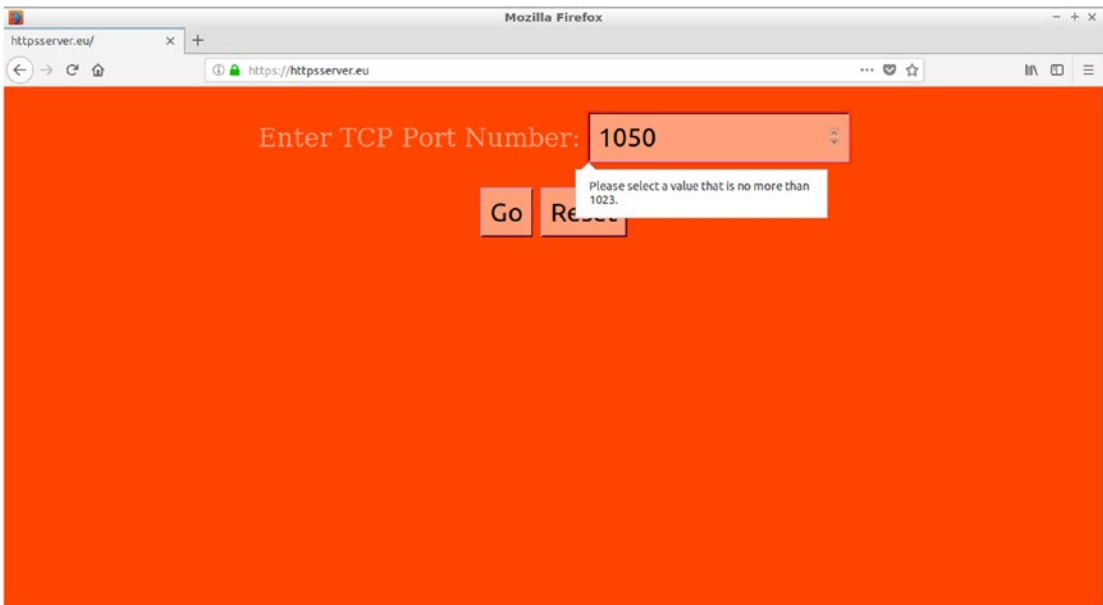 Mozilla Firefox
httpsserver.eu/
https://httpsserver.eu
Enter TCP Port Number: 1050
Please select a value that is no more than
1023.
Go Reset